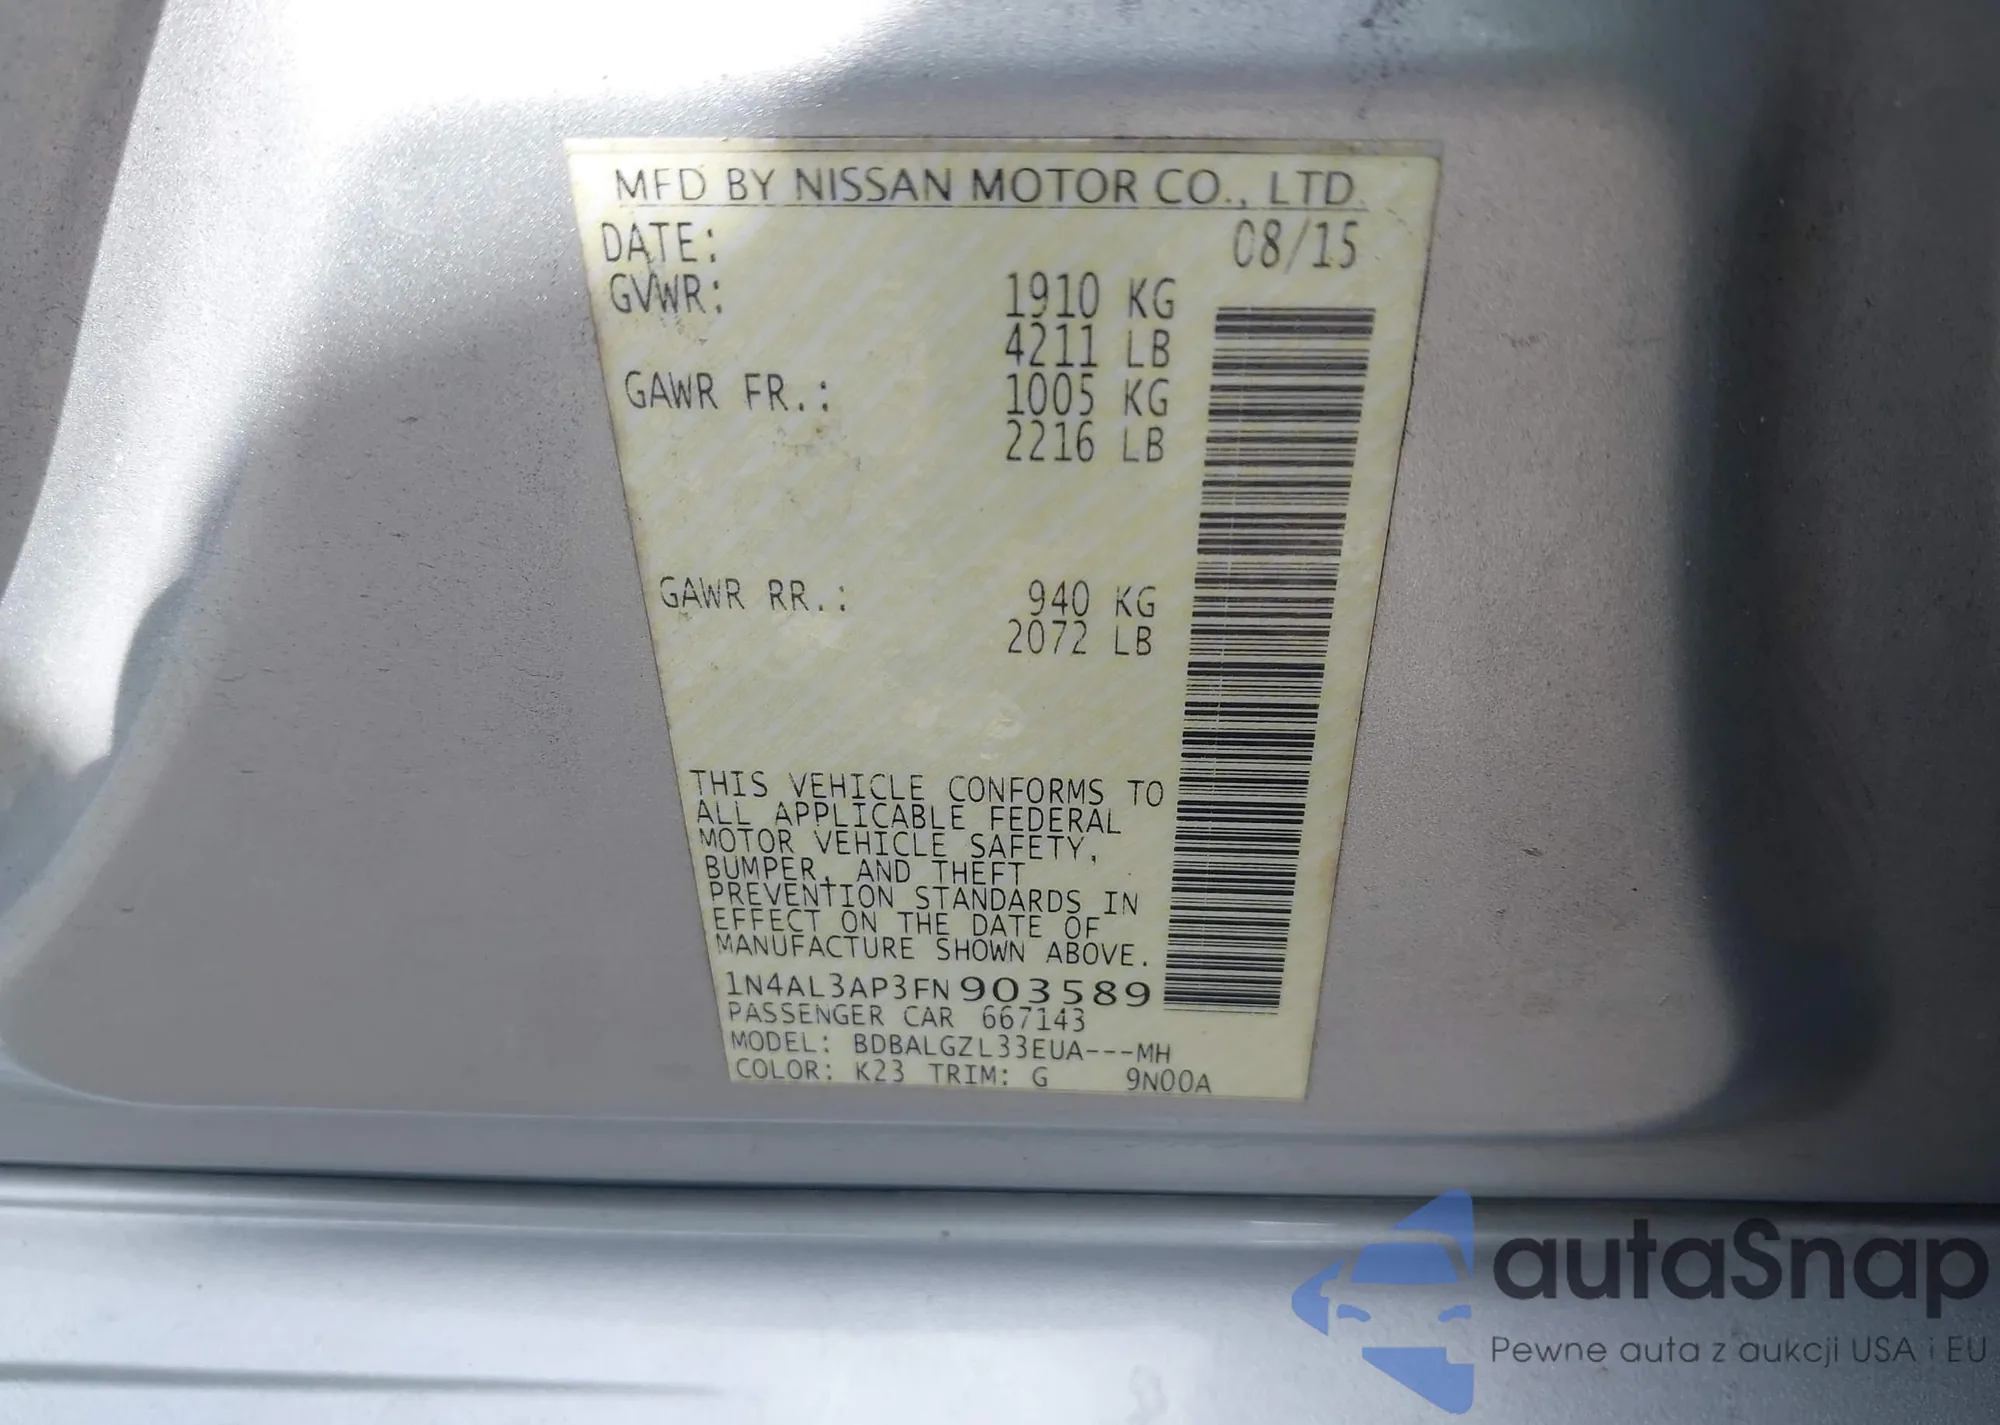 MFD BY NISSAN MOTOR CO., LTD.
DATE: 08/15
GVWR: 1910 KG
4211 LB
GAWR FR.: 1005 KG
2216 LB
GAWR RR.: 940 KG
2072 LB
THIS VEHICLE CONFORMS TO
ALL APPLICABLE FEDERAL
MOTOR VEHICLE SAFETY,
BUMPER, AND THEFT
PREVENTION STANDARDS IN
EFFECT ON THE DATE OF
MANUFACTURE SHOWN ABOVE.
1N4AL3AP3FN903589
PASSENGER CAR 667143
MODEL: BDBALGZL33EUA---MH
COLOR: K23 TRIM: G 9N00A
autaSnap
Pewne auta z aukcji USA i EU